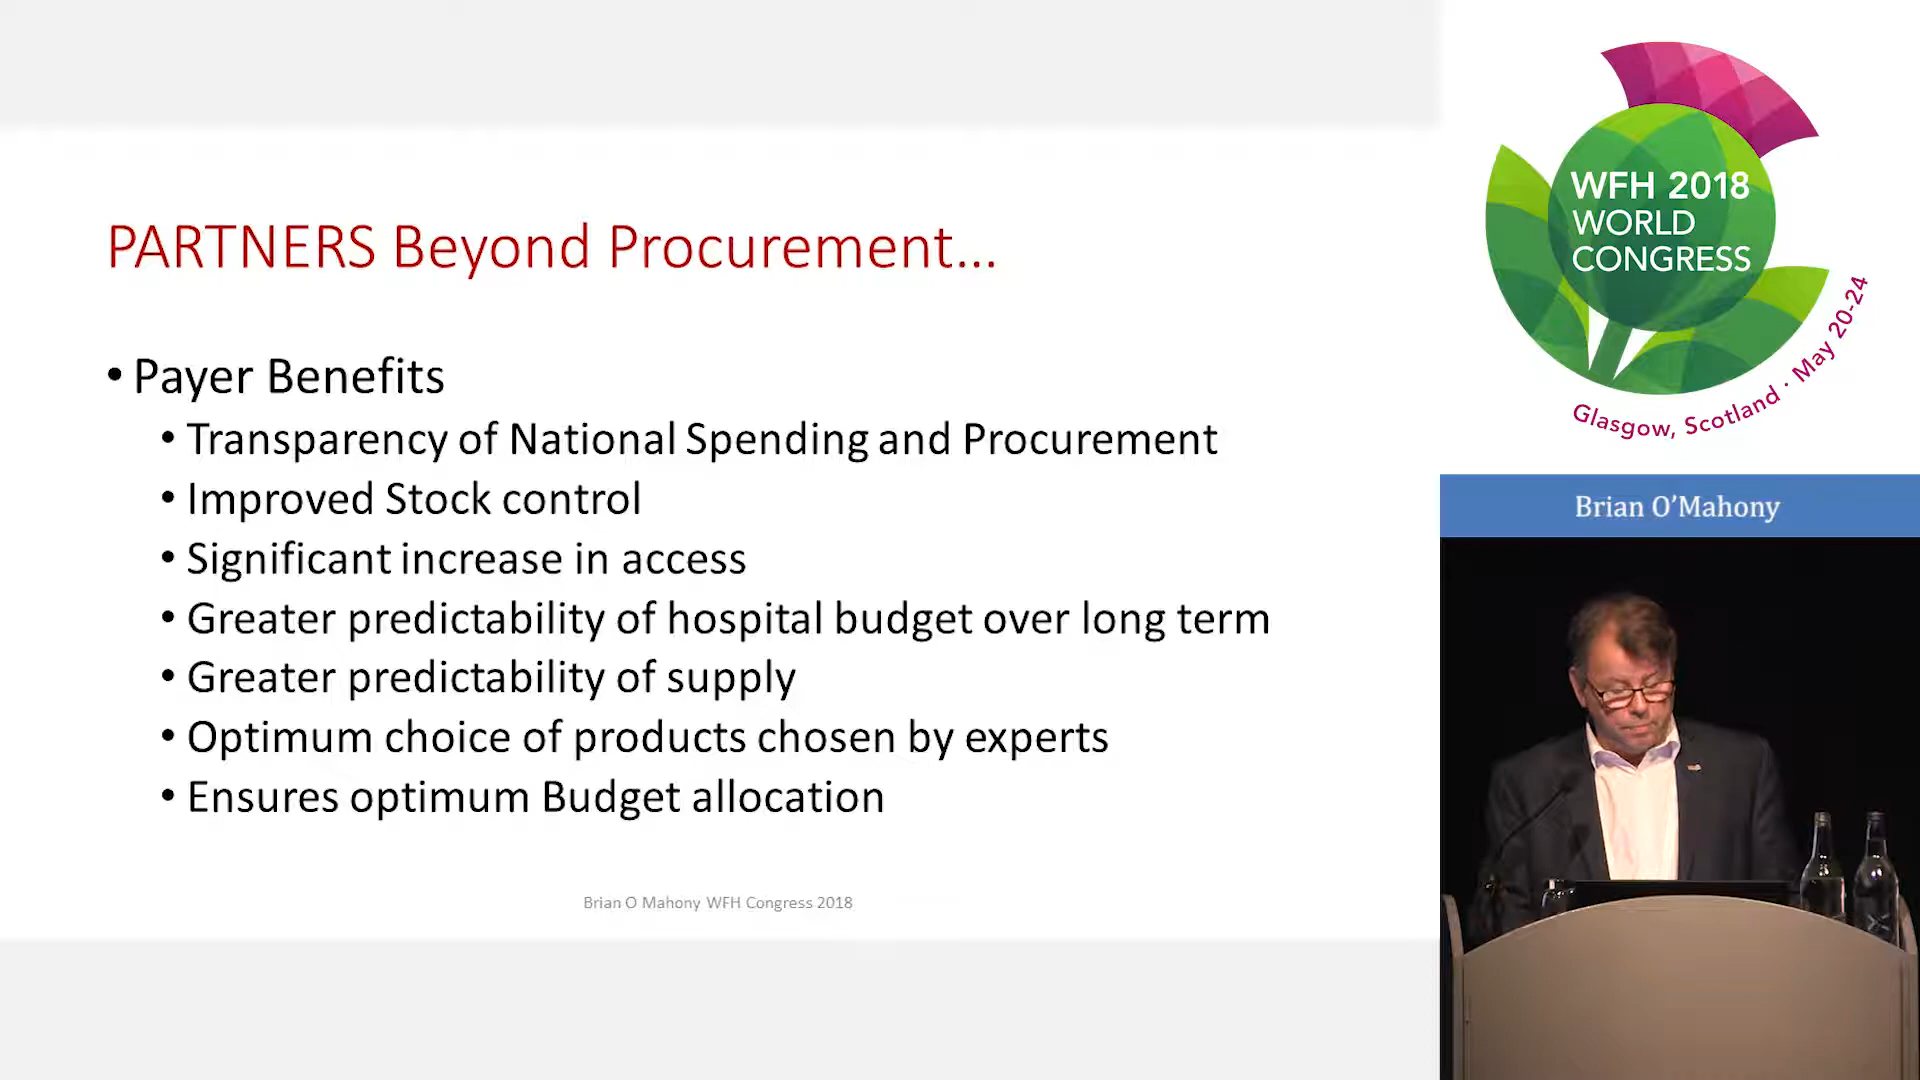 PARTNERS Beyond Procurement...
• Payer Benefits
• Transparency of National Spending and Procurement
• Improved Stock control
• Significant increase in access
• Greater predictability of hospital budget over long term
• Greater predictability of supply
• Optimum choice of products chosen by experts
• Ensures optimum Budget allocation
Brian O Mahony WFH Congress 2018
WFH 2018
WORLD
CONGRESS
Glasgow, Scotland · May 20-24
Brian O’Mahony